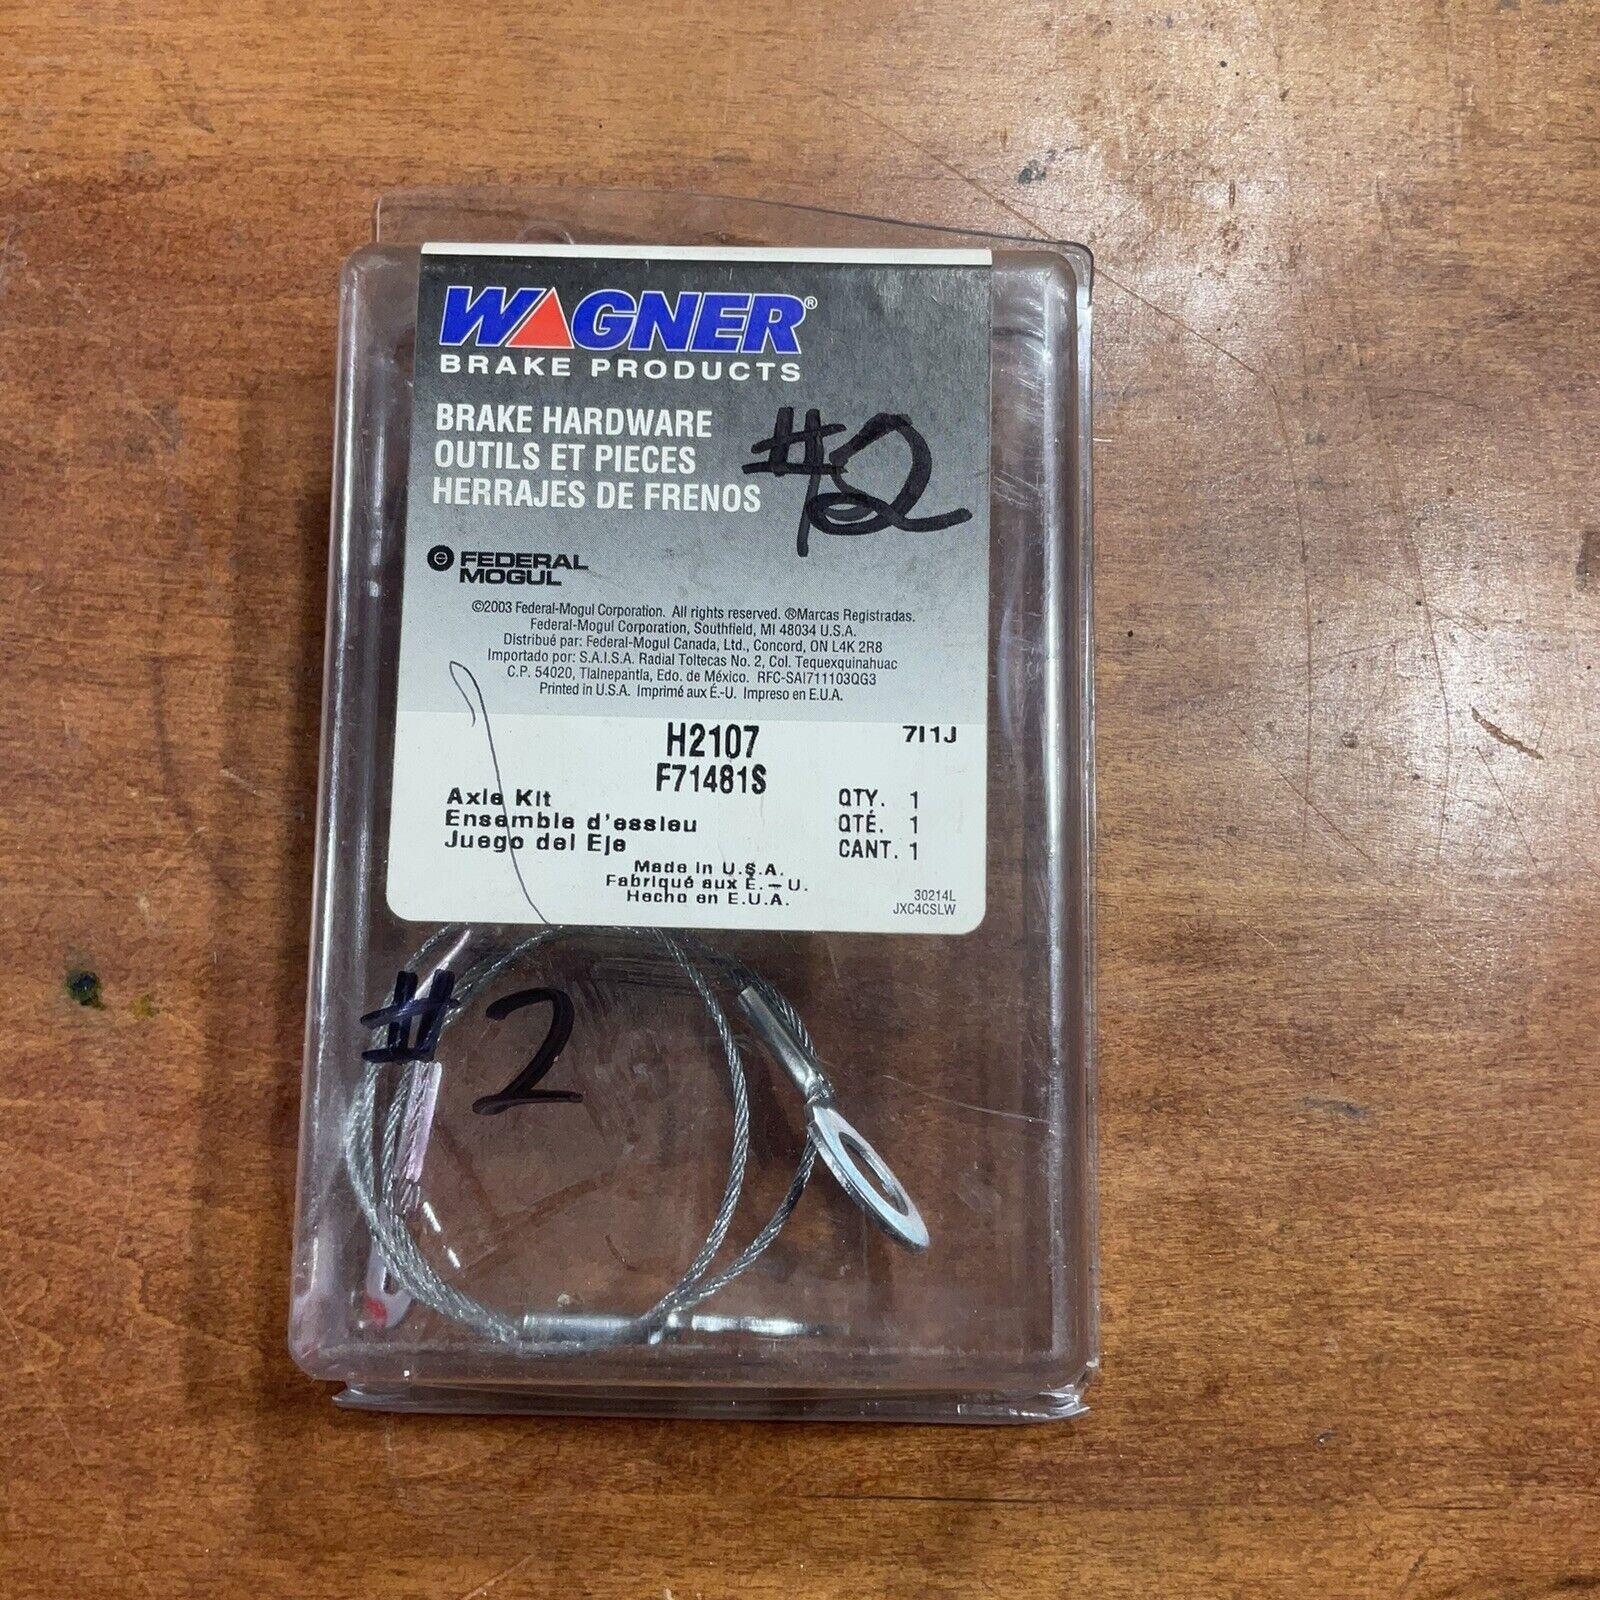 WAGNER®
BRAKE PRODUCTS
BRAKE HARDWARE
OUTILS ET PIECES
HERRAJES DE FRENOS
#2
FEDERAL
MOGUL
©2003 Federal-Mogul Corporation. All rights reserved. ®Marcas Registradas.
Federal-Mogul Corporation, Southfield, MI 48034 U.S.A.
Distribué par: Federal-Mogul Canada, Ltd., Concord, ON L4K 2R8
Importado por: S.A.I.S.A. Radial Toltecas No. 2, Col. Tequexquinahuac
C.P. 54020, Tlalnepantla, Edo. de México. RFC-SAI711103QG3
Printed in U.S.A. Imprimé aux É.-U. Impreso en E.U.A.
H2107 7I1J
F71481S
Axle Kit QTY. 1
Ensemble d'essieu QTÉ. 1
Juego del Eje CANT. 1
Made in U.S.A.
Fabriqué aux É.-U.
Hecho en E.U.A.
30214L
JXC4CSLW
#2